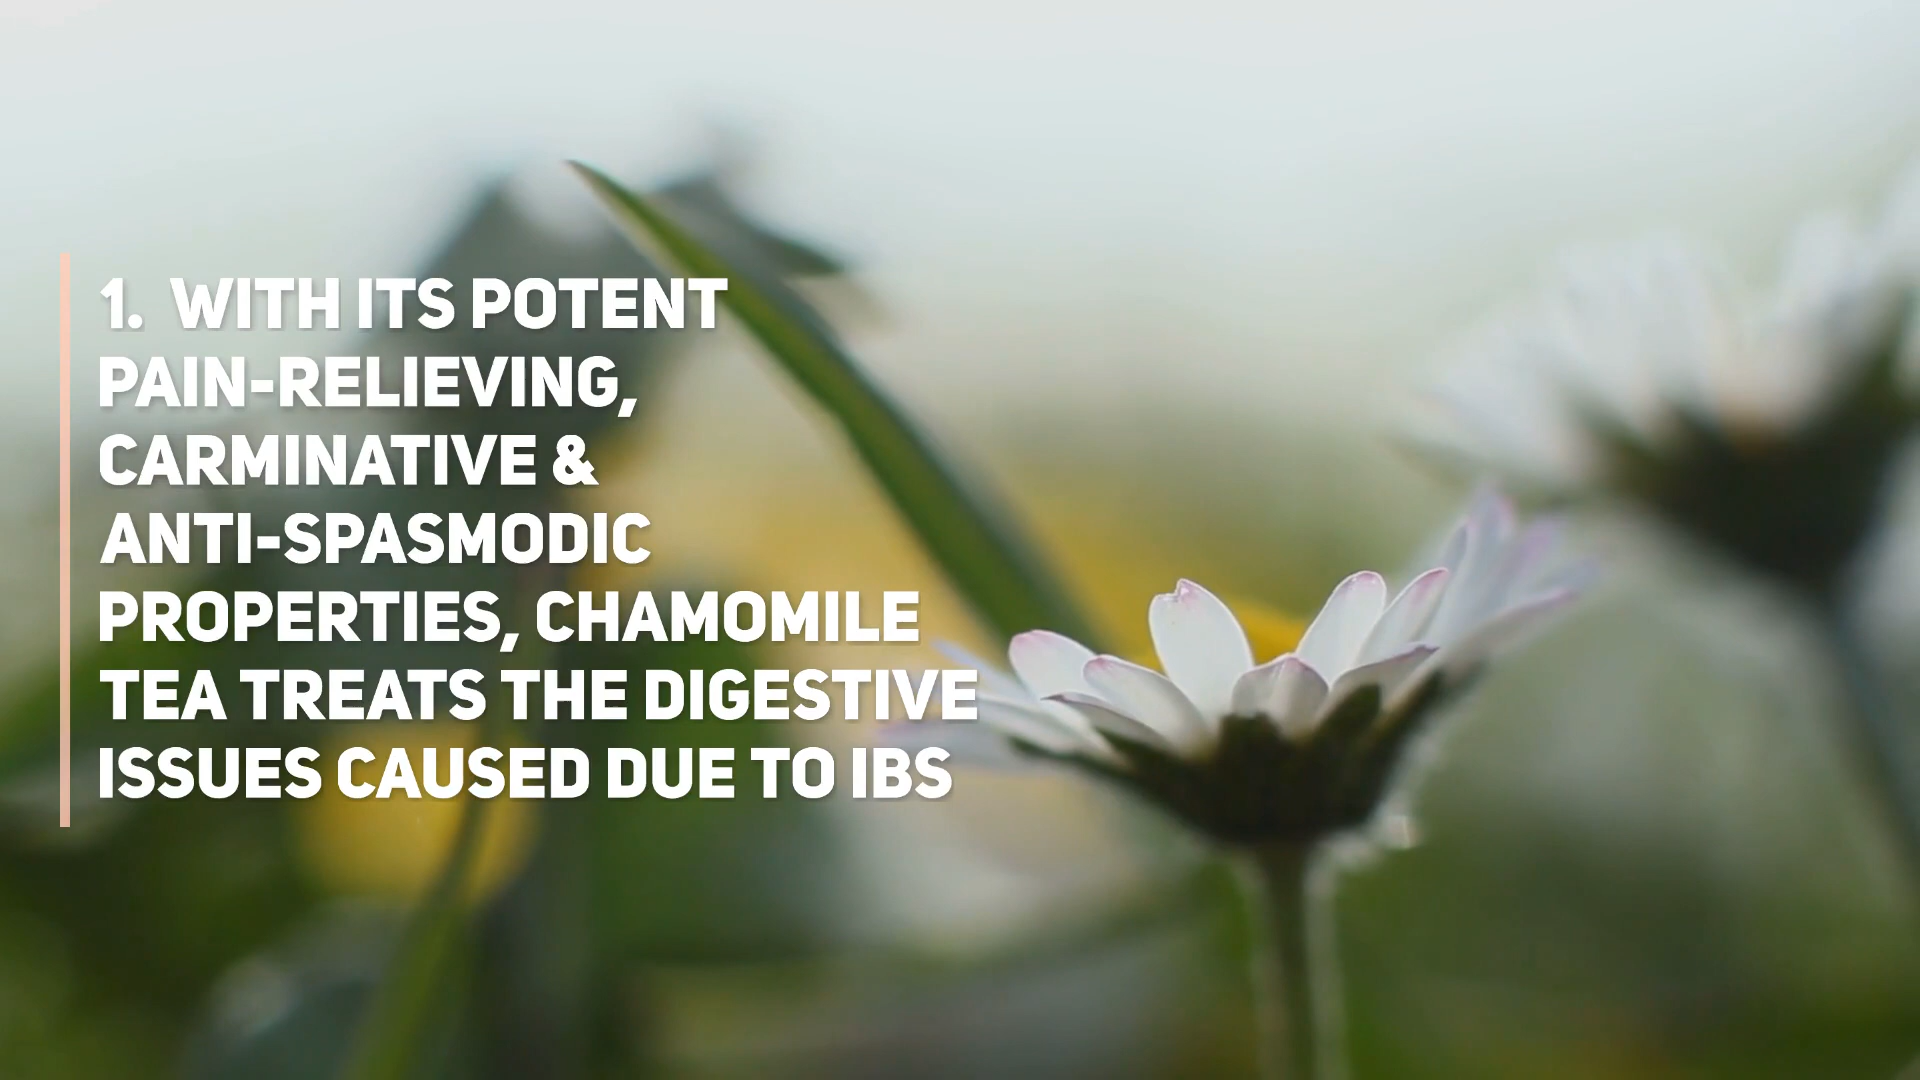 1. WITH ITS POTENT
PAIN-RELIEVING,
CARMINATIVE &
ANTI-SPASMODIC
PROPERTIES, CHAMOMILE
TEA TREATS THE DIGESTIVE
ISSUES CAUSED DUE TO IBS